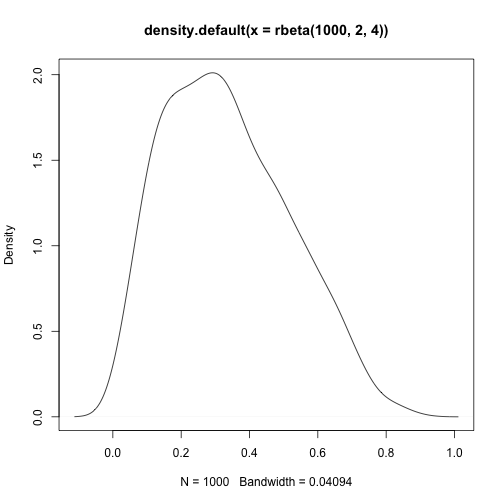 density.default(x = rbeta(1000, 2, 4))
Density
2.0
1.5
1.0
0.5
0.0
0.0 0.2 0.4 0.6 0.8 1.0
N = 1000 Bandwidth = 0.04094